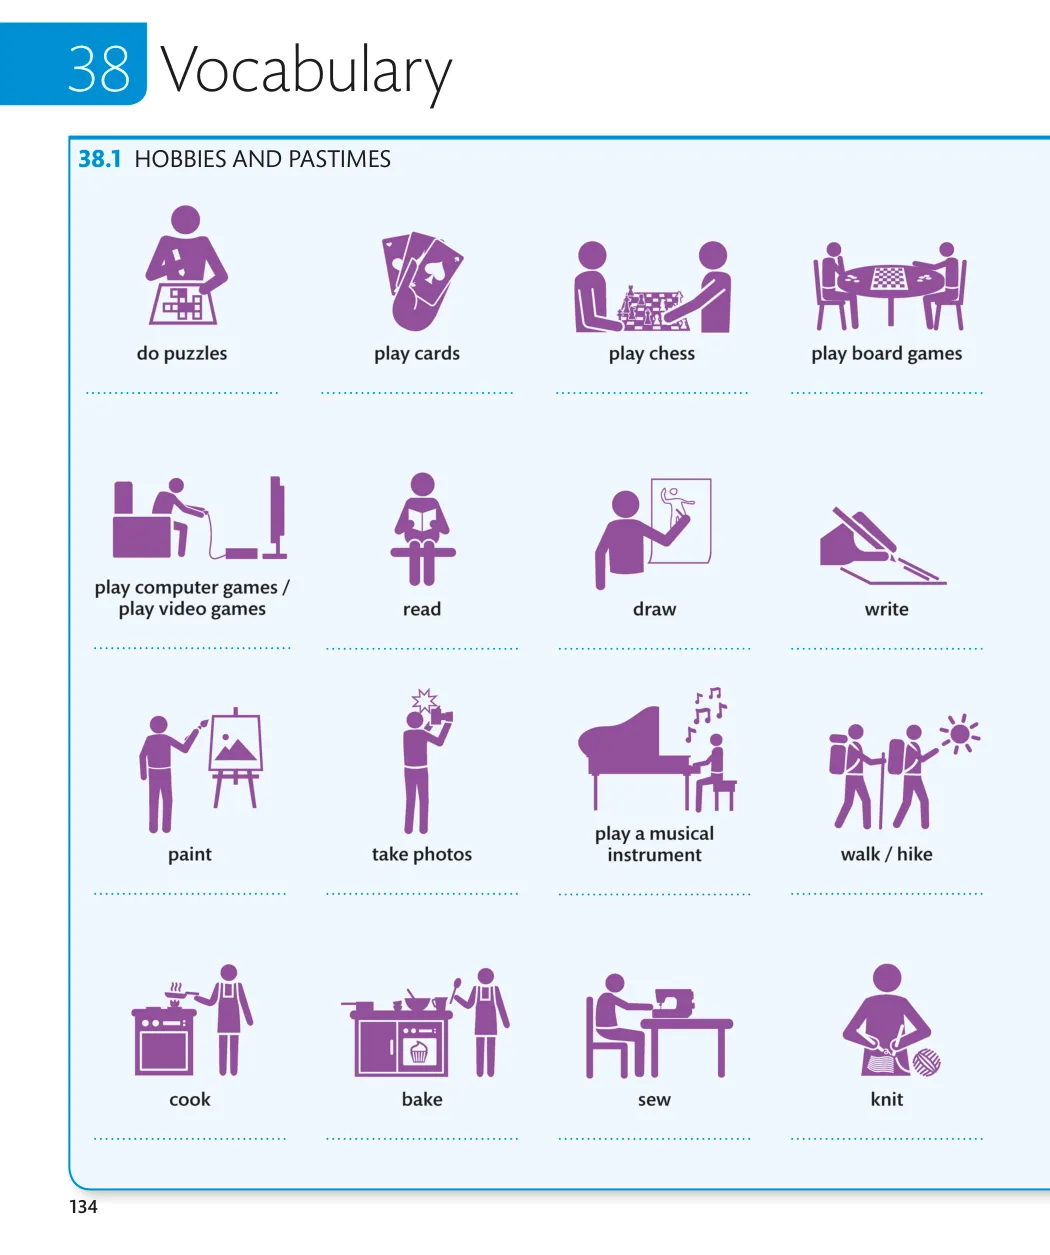 38 Vocabulary
38.1 HOBBIES AND PASTIMES
do puzzles
play cards
play chess
play board games
play computer games /
play video games
read
draw
write
paint
take photos
play a musical
instrument
walk / hike
cook
bake
sew
knit
134